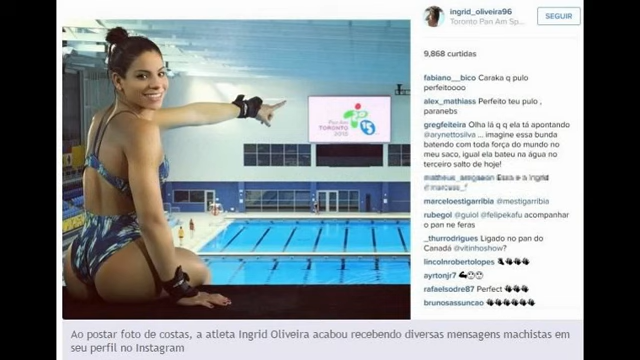 ingrid_oliveira96
Toronto Pan Am Sp...
SEGUIR
9,868 curtidas
fabiano__bico Caraka q pulo
perfeitoooo
alex_mathiass Perfeito teu pulo ,
paranebs
gregfeiteira Olha lá q q ela tá apontando
@arynettosilva ... imagine essa bunda
batendo com toda força do mundo no
meu saco, igual ela bateu na água no
terceiro salto de hoje!
Essa e a Ingrid
marceloestigarribia @mestigarribia
rubegol @guiol @felipekafu acompanhar
o pan ne feras
_thurrodrigues Ligado no pan do
Canadá @vitinhoshow?
lincolnrobertolopes
ayrtonjr7
rafaelsodre87 Perfect
brunosassuncao
Pan Am
TORONTO
2015
Ao postar foto de costas, a atleta Ingrid Oliveira acabou recebendo diversas mensagens machistas em
seu perfil no Instagram